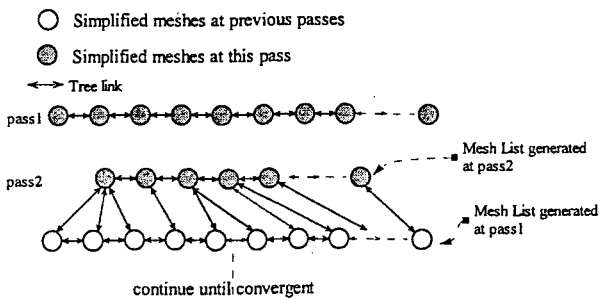 Simplified meshes at previous passes
Simplified meshes at this pass
Tree link
pass1
pass2
Mesh List generated
at pass2
Mesh List generated
at pass1
continue until convergent